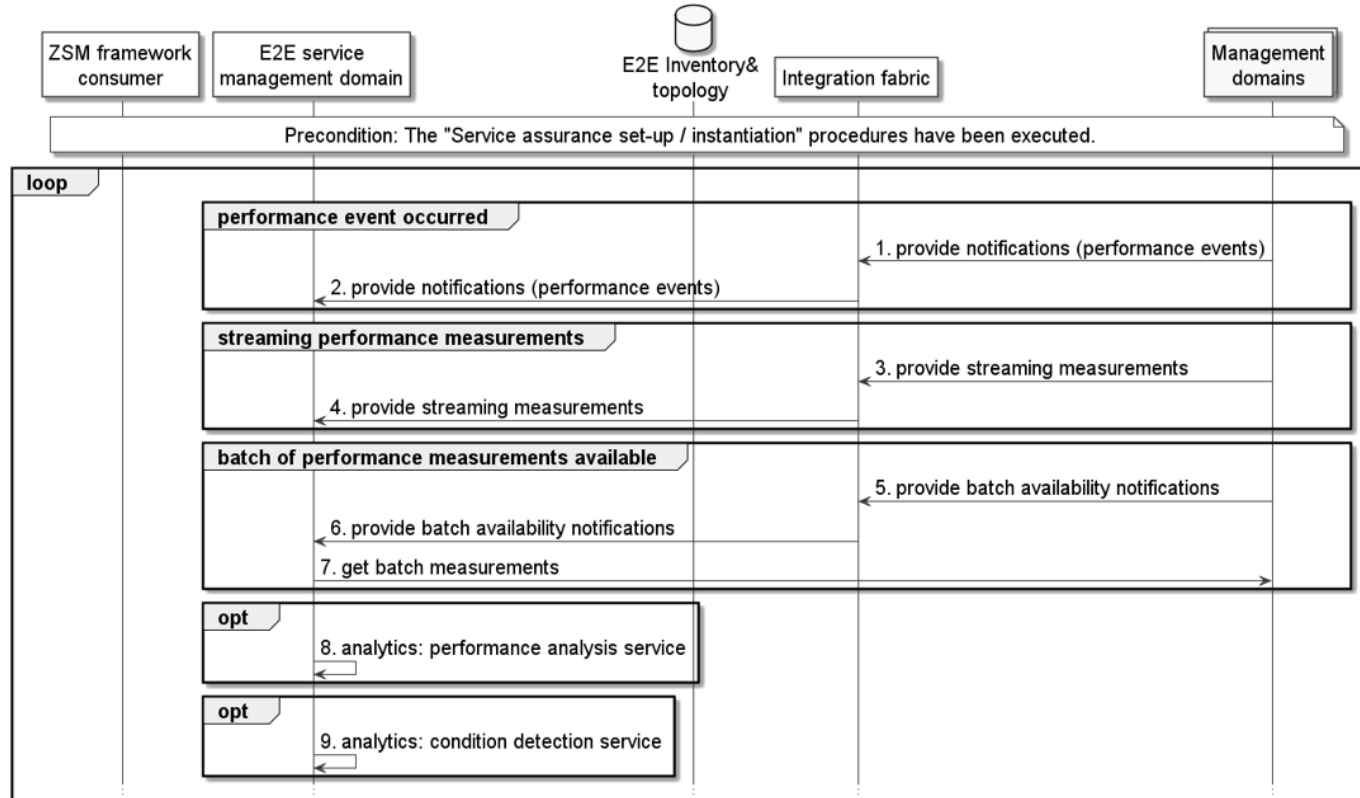 ZSM framework
consumer
E2E service
management domain
E2E Inventory&
topology
Integration fabric
Management
domains
Precondition: The "Service assurance set-up / instantiation" procedures have been executed.
loop
performance event occurred
1. provide notifications (performance events)
2. provide notifications (performance events)
streaming performance measurements
3. provide streaming measurements
4. provide streaming measurements
batch of performance measurements available
5. provide batch availability notifications
6. provide batch availability notifications
7. get batch measurements
opt
8. analytics: performance analysis service
opt
9. analytics: condition detection service